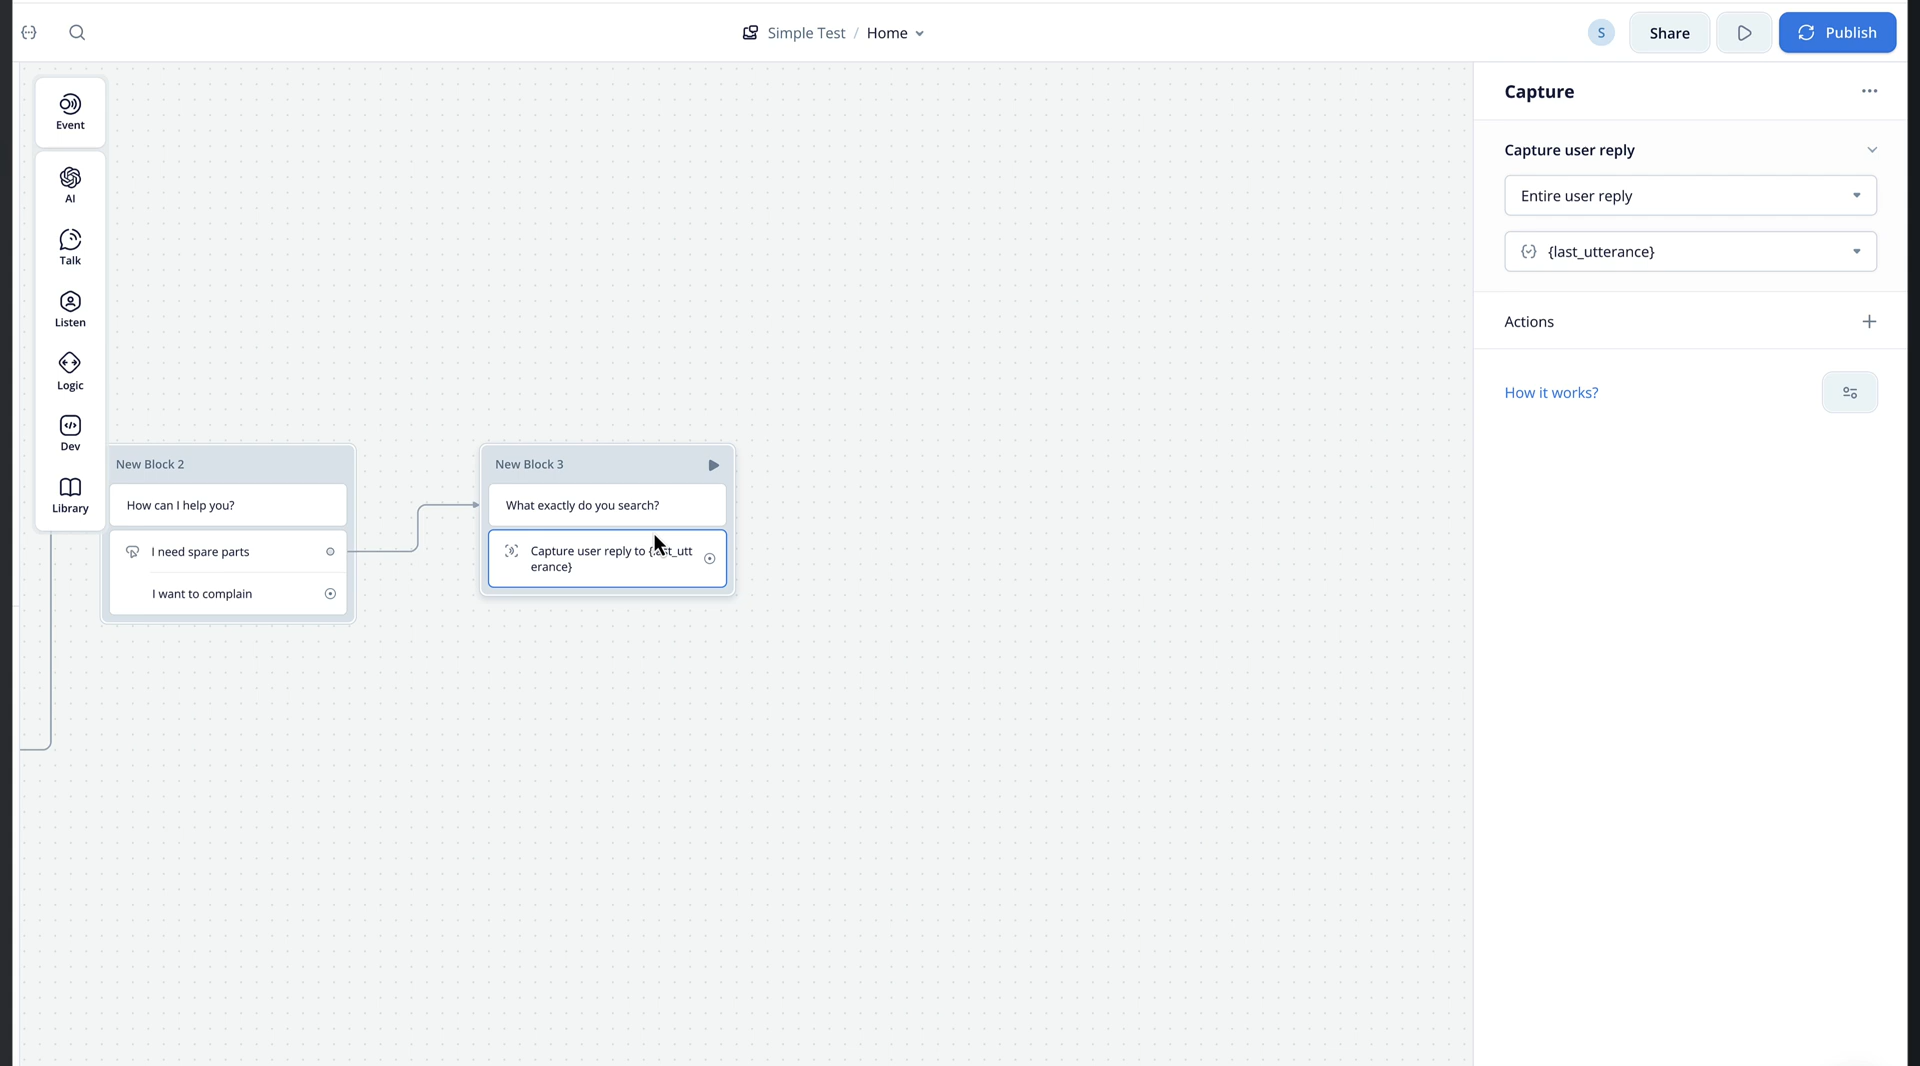 Simple Test / Home
S
Share
Publish
Event
AI
Talk
Listen
Logic
Dev
Library
New Block 2
How can I help you?
I need spare parts
I want to complain
New Block 3
What exactly do you search?
Capture user reply to {last_utt
erance}
Capture
Capture user reply
Entire user reply
{last_utterance}
Actions
How it works?